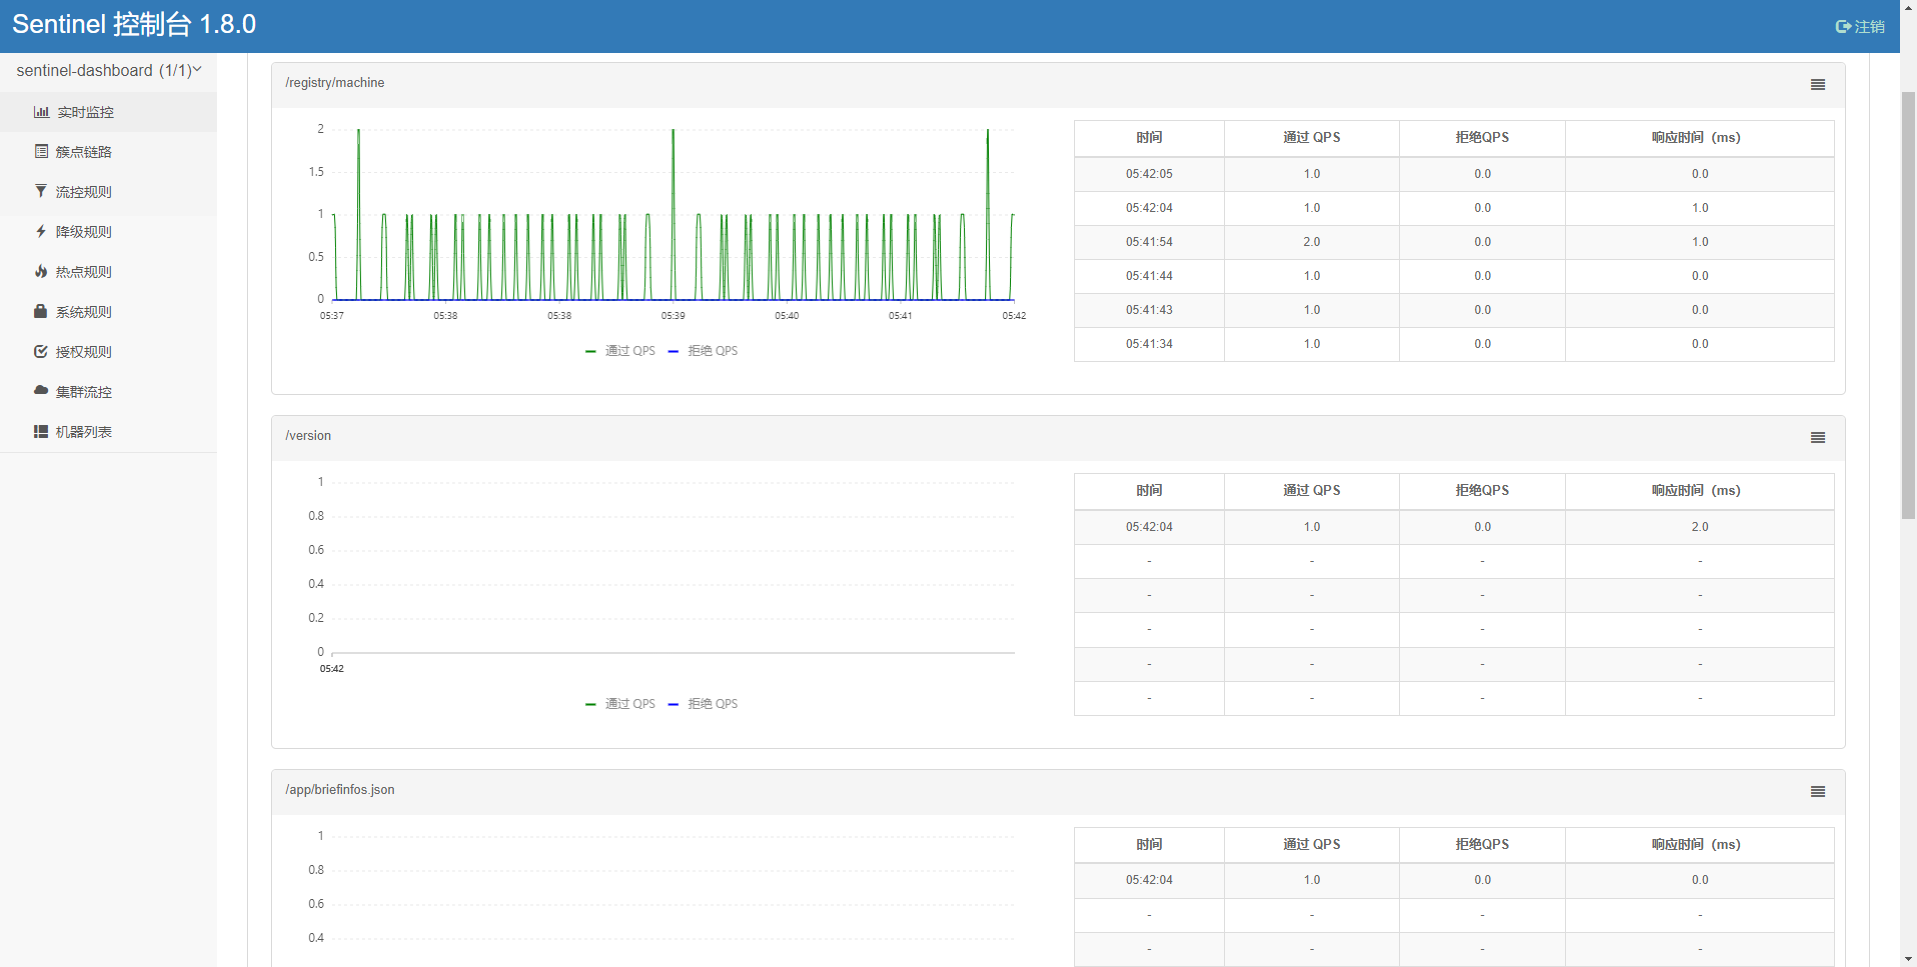 Sentinel 控制台 1.8.0
注销
sentinel-dashboard (1/1)
实时监控
簇点链路
流控规则
降级规则
热点规则
系统规则
授权规则
集群流控
机器列表
/registry/machine
2
1.5
1
0.5
0
05:37 05:38 05:38 05:39 05:40 05:41 05:42
通过 QPS 拒绝 QPS
时间 通过 QPS 拒绝QPS 响应时间（ms）
05:42:05 1.0 0.0 0.0
05:42:04 1.0 0.0 1.0
05:41:54 2.0 0.0 1.0
05:41:44 1.0 0.0 0.0
05:41:43 1.0 0.0 0.0
05:41:34 1.0 0.0 0.0
/version
1
0.8
0.6
0.4
0.2
0
05:42
通过 QPS 拒绝 QPS
时间 通过 QPS 拒绝QPS 响应时间（ms）
05:42:04 1.0 0.0 2.0
- - - -
- - - -
- - - -
- - - -
- - - -
/app/briefinfos.json
1
0.8
0.6
0.4
时间 通过 QPS 拒绝QPS 响应时间（ms）
05:42:04 1.0 0.0 0.0
- - - -
- - - -